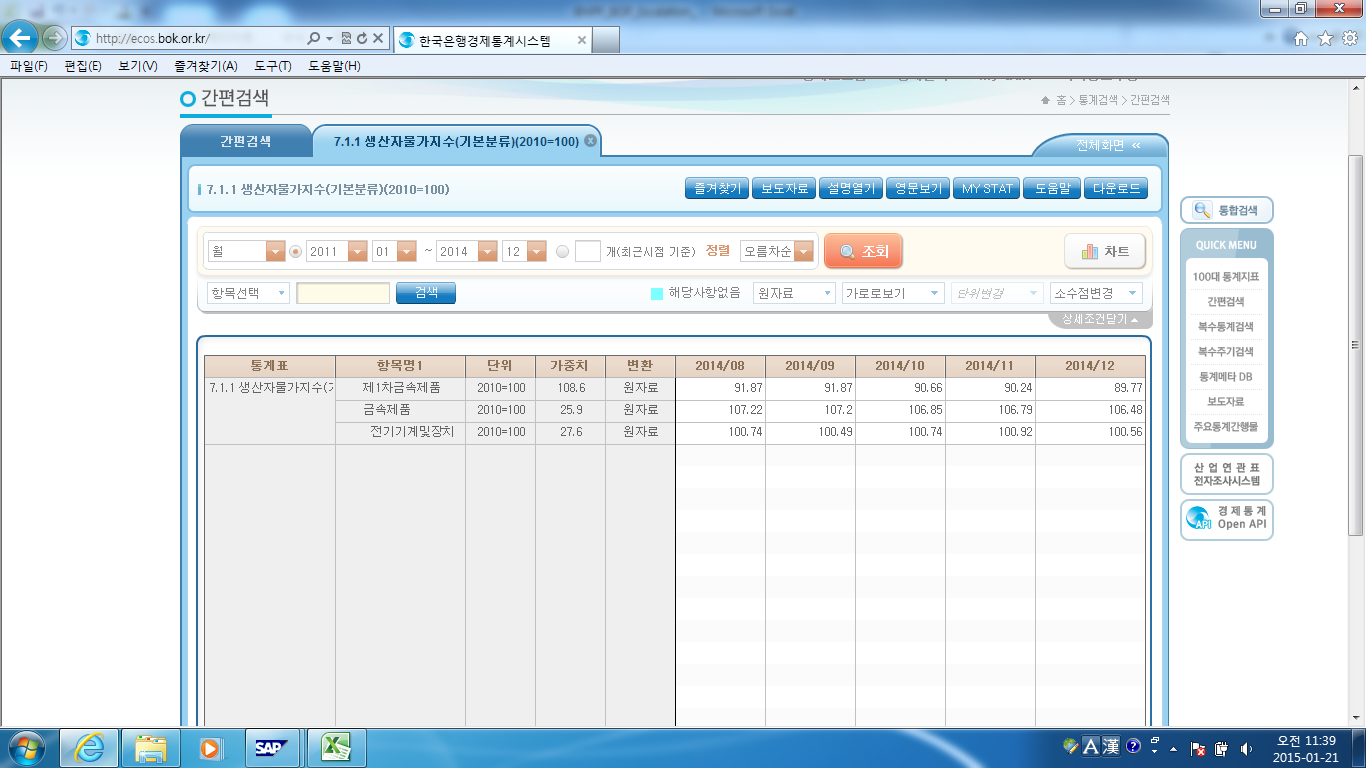 http://ecos.bok.or.kr/
한국은행경제통계시스템
파일(F) 편집(E) 보기(V) 즐겨찾기(A) 도구(T) 도움말(H)
간편검색
홈 > 통계검색 > 간편검색
간편검색 7.1.1 생산자물가지수(기본분류)(2010=100) 전체화면 «
7.1.1 생산자물가지수(기본분류)(2010=100) 즐겨찾기 보도자료 설명열기 영문보기 MY STAT 도움말 다운로드
월 2011 01 ~ 2014 12 개(최근시점 기준) 정렬 오름차순 조회 차트
항목선택 검색 해당사항없음 원자료 가로로보기 단위변경 소수점변경
상세조건닫기
통계표 항목명1 단위 가중치 변환 2014/08 2014/09 2014/10 2014/11 2014/12
7.1.1 생산자물가지수(기 제1차금속제품 2010=100 108.6 원자료 91.87 91.87 90.66 90.24 89.77
금속제품 2010=100 25.9 원자료 107.22 107.2 106.85 106.79 106.48
전기기계및장치 2010=100 27.6 원자료 100.74 100.49 100.74 100.92 100.56
통합검색
QUICK MENU
100대 통계지표
간편검색
복수통계검색
복수주기검색
통계메타 DB
보도자료
주요통계간행물
산업연관표
전자조사시스템
경제통계
API Open API
SAP
A 漢
오전 11:39
2015-01-21